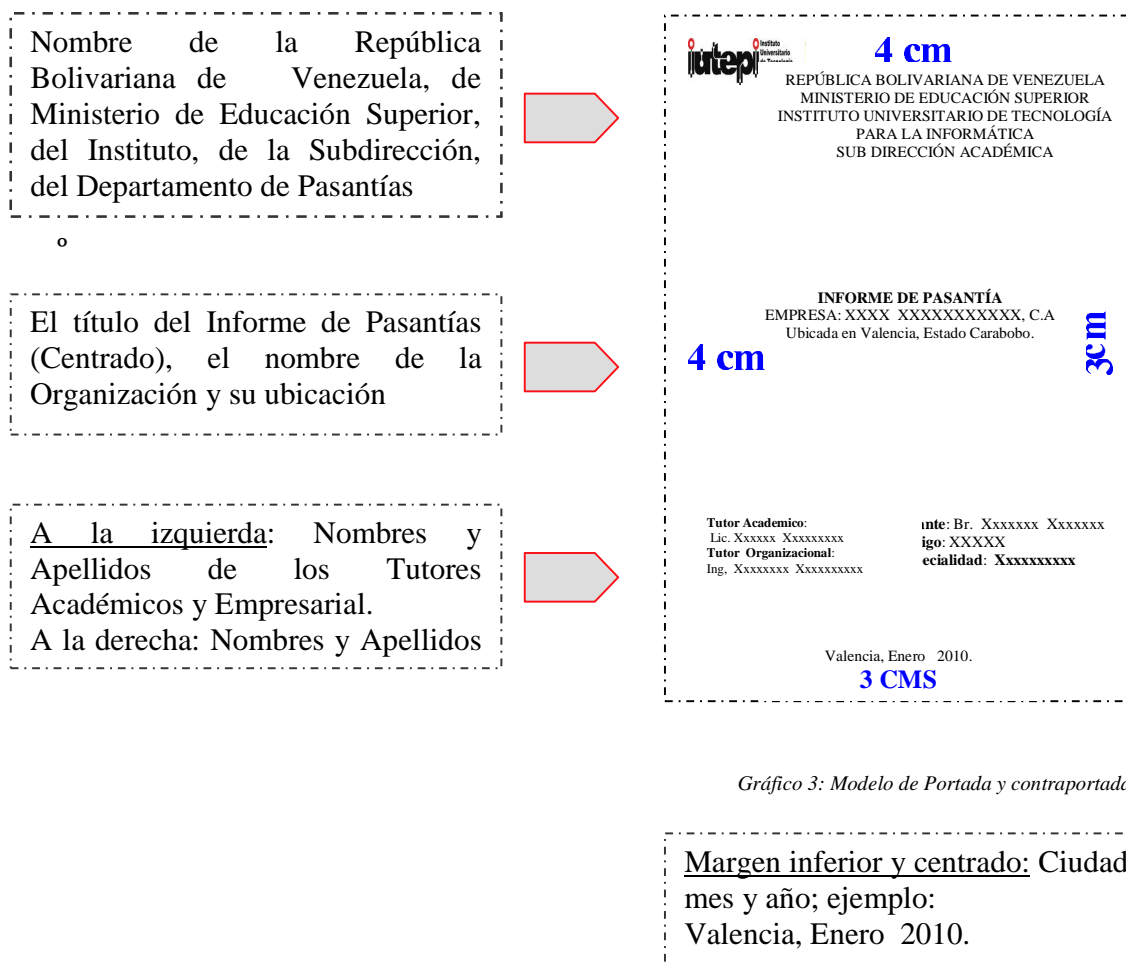 Nombre de la República
Bolivariana de Venezuela, de
Ministerio de Educación Superior,
del Instituto, de la Subdirección,
del Departamento de Pasantías
o
El título del Informe de Pasantías
(Centrado), el nombre de la
Organización y su ubicación
A la izquierda: Nombres y
Apellidos de los Tutores
Académicos y Empresarial.
A la derecha: Nombres y Apellidos
iutepi Instituto
Universitario
de Tecnología
4 cm
REPÚBLICA BOLIVARIANA DE VENEZUELA
MINISTERIO DE EDUCACIÓN SUPERIOR
INSTITUTO UNIVERSITARIO DE TECNOLOGÍA
PARA LA INFORMÁTICA
SUB DIRECCIÓN ACADÉMICA
INFORME DE PASANTÍA
EMPRESA: XXXX XXXXXXXXXXX, C.A
Ubicada en Valencia, Estado Carabobo.
4 cm
3cm
Tutor Academico:
Lic. Xxxxxx Xxxxxxxxx
Tutor Organizacional:
Ing, Xxxxxxxx Xxxxxxxxxx
nte: Br. Xxxxxxx Xxxxxxx
igo: XXXXX
ecialidad: Xxxxxxxxxx
Valencia, Enero 2010.
3 CMS
Gráfico 3: Modelo de Portada y contraportada
Margen inferior y centrado: Ciudad
mes y año; ejemplo:
Valencia, Enero 2010.